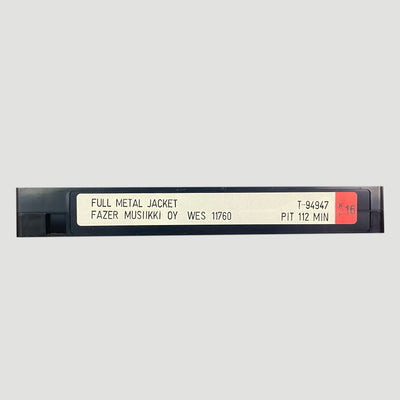 FULL METAL JACKET T-94947
FAZER MUSIIKKI OY WES 11760 PIT 112 MIN
K-16